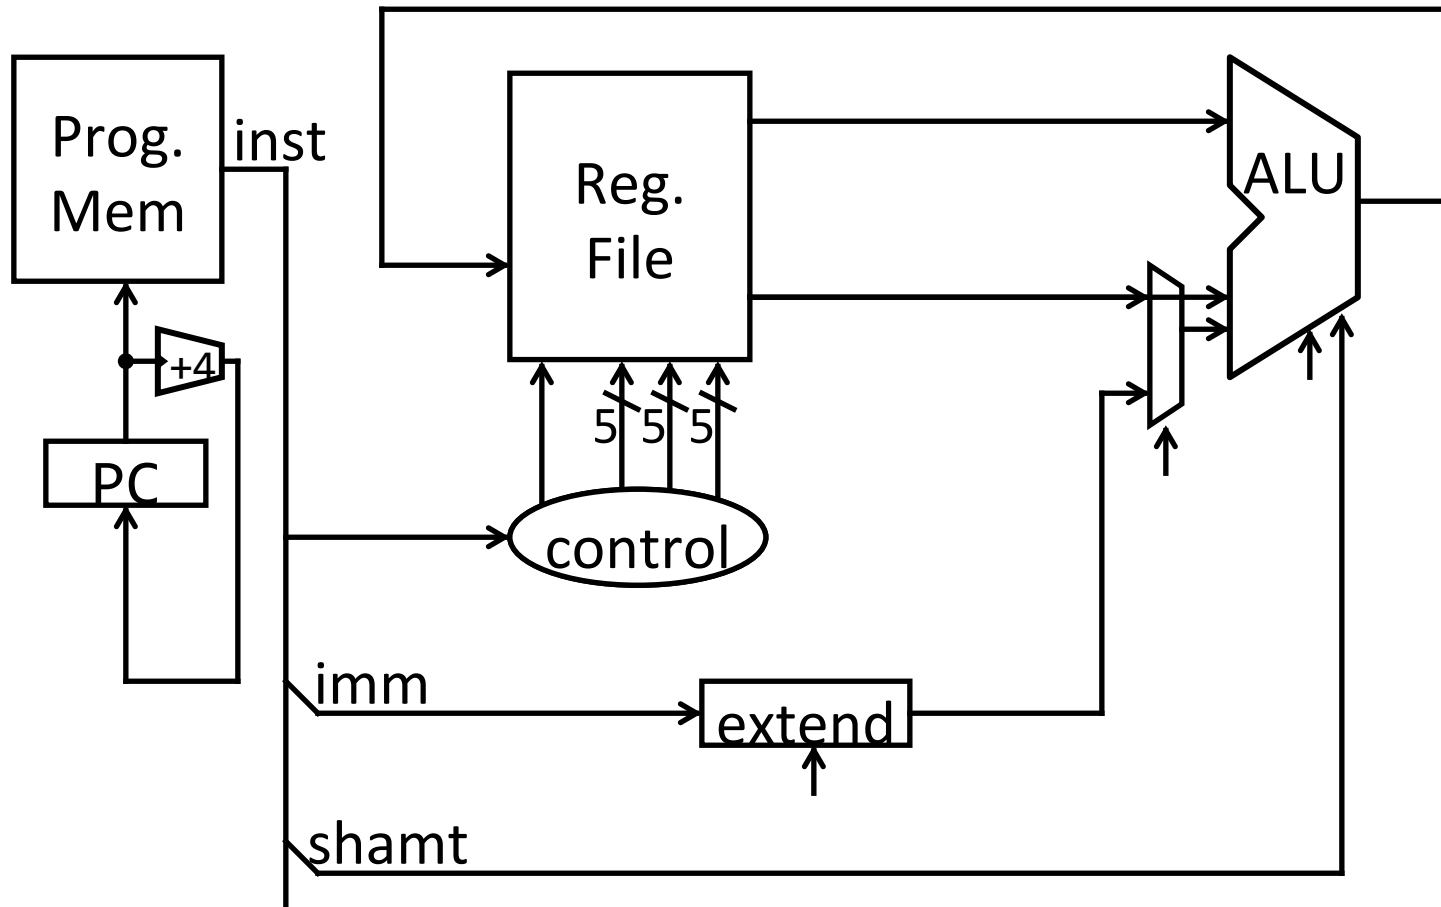 Prog.
Mem
inst
Reg.
File
ALU
+4
5 5 5
PC
control
imm
extend
shamt